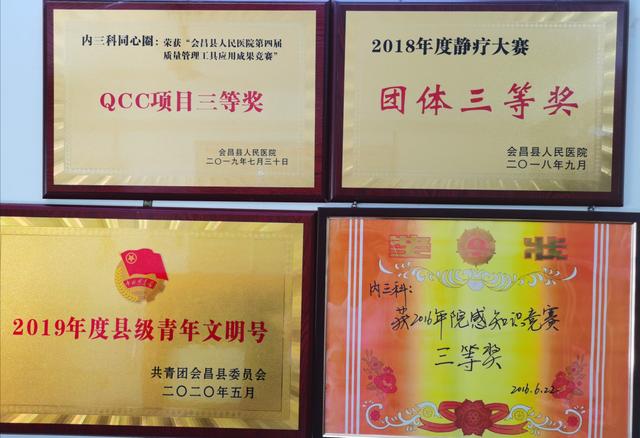 内三科同心圈：荣获“会昌县人民医院第四届
质量管理工具应用成果竞赛”
QCC项目三等奖
会昌县人民医院
二〇一九年七月三十日
2018年度静疗大赛
团体三等奖
会昌县人民医院
二〇一八年九月
2019年度县级青年文明号
共青团会昌县委员会
二〇二〇年五月
奖状
内三科：
获2016年院感知识竞赛
三等奖
2016.6.22